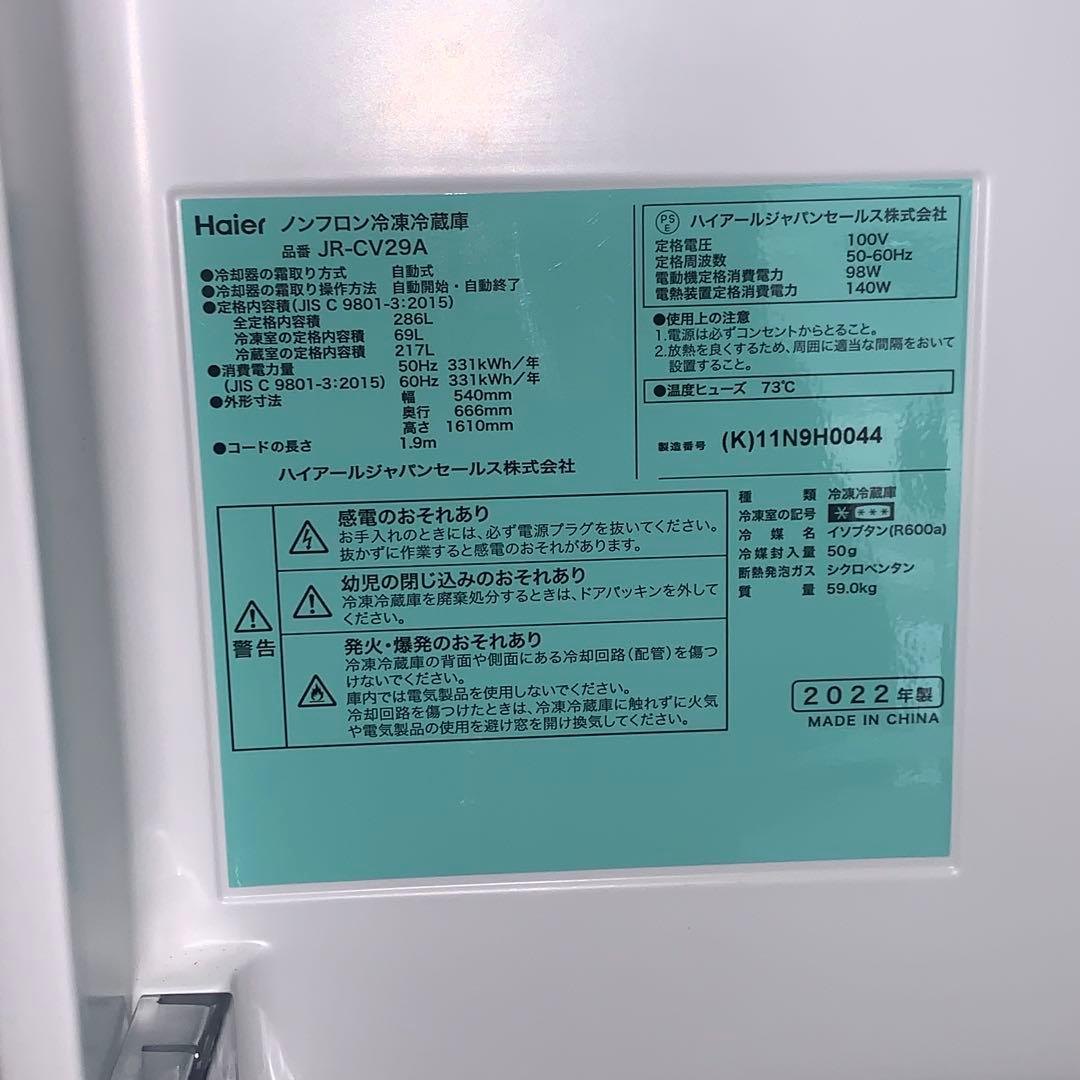 Haier ノンフロン冷凍冷蔵庫
品番 JR-CV29A
●冷却器の霜取り方式 自動式
●冷却器の霜取り操作方法 自動開始・自動終了
●定格内容積(JIS C 9801-3:2015)
全定格内容積 286L
冷凍室の定格内容積 69L
冷蔵室の定格内容積 217L
●消費電力量 50Hz 331kWh/年
(JIS C 9801-3:2015) 60Hz 331kWh/年
●外形寸法 幅 540mm
奥行 666mm
高さ 1610mm
●コードの長さ 1.9m
ハイアールジャパンセールス株式会社
PSE ハイアールジャパンセールス株式会社
定格電圧 100V
定格周波数 50-60Hz
電動機定格消費電力 98W
電熱装置定格消費電力 140W
●使用上の注意
1.電源は必ずコンセントからとること。
2.放熱を良くするため、周囲に適当な間隔をおいて
設置すること。
●温度ヒューズ 73℃
製造番号 (K)11N9H0044
警告
感電のおそれあり
お手入れのときには、必ず電源プラグを抜いてください。
抜かずに作業すると感電のおそれがあります。
幼児の閉じ込みのおそれあり
冷凍冷蔵庫を廃棄処分するときは、ドアパッキンを外して
ください。
発火・爆発のおそれあり
冷凍冷蔵庫の背面や側面にある冷却回路(配管)を傷つ
けないでください。
庫内では電気製品を使用しないでください。
冷却回路を傷つけたときは、冷凍冷蔵庫に触れずに火気
や電気製品の使用を避け窓を開け換気してください。
種類 冷凍冷蔵庫
冷凍室の記号 * ***
冷媒名 イソブタン(R600a)
冷媒封入量 50g
断熱発泡ガス シクロペンタン
質量 59.0kg
2022年製
MADE IN CHINA